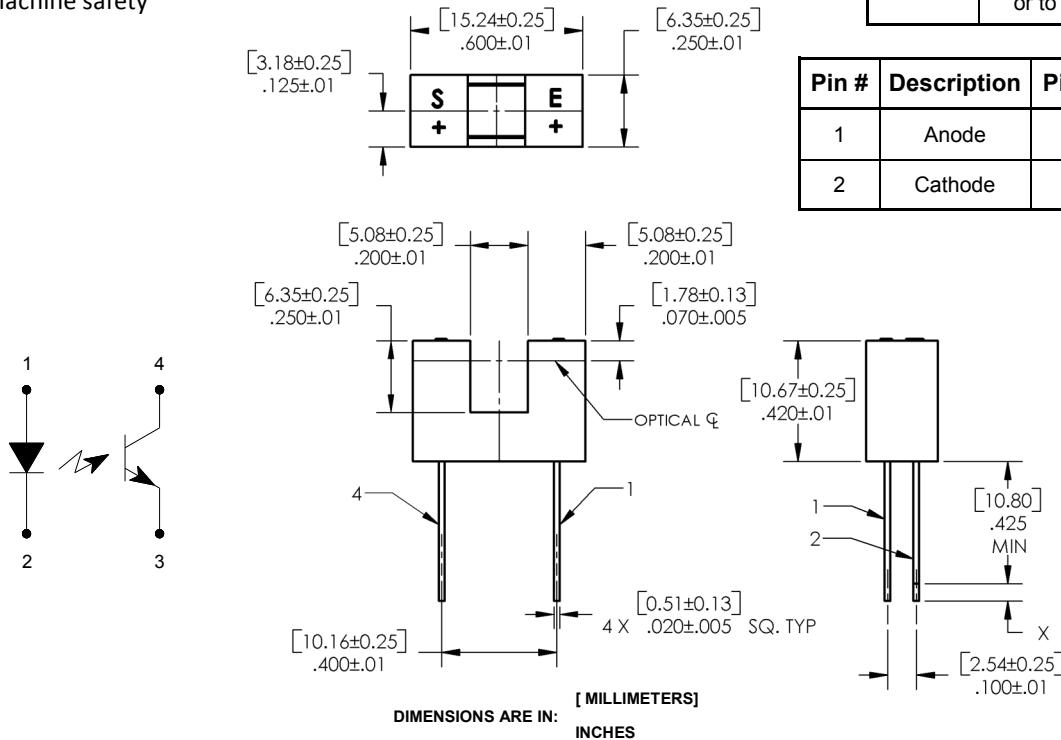 machine safety
or to
[15.24±0.25]
.600±.01
[6.35±0.25]
.250±.01
[3.18±0.25]
.125±.01
S E
+ +
Pin # Description
1 Anode
2 Cathode
[5.08±0.25]
.200±.01
[5.08±0.25]
.200±.01
[6.35±0.25]
.250±.01
[1.78±0.13]
.070±.005
OPTICAL ℄
[10.67±0.25]
.420±.01
1 4
2 3
4
1
1
2
[10.80]
.425
MIN
[0.51±0.13]
4 X .020±.005 SQ. TYP
[10.16±0.25]
.400±.01
X
[2.54±0.25]
.100±.01
DIMENSIONS ARE IN:
[ MILLIMETERS]
INCHES